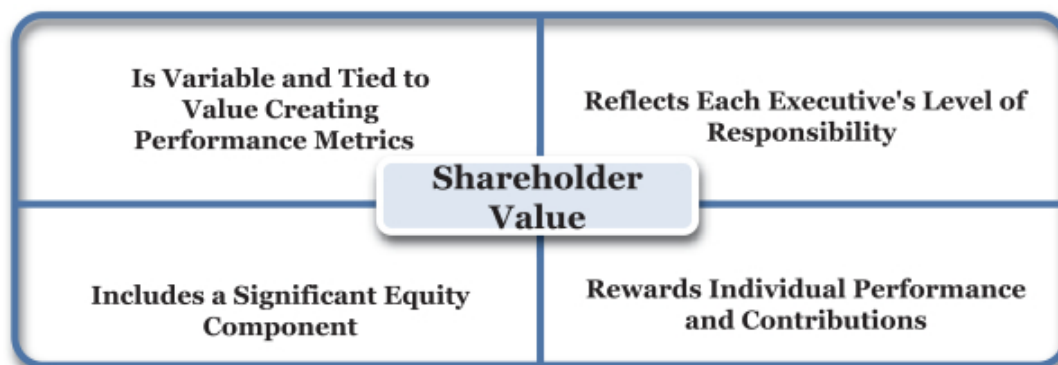 Is Variable and Tied to
Value Creating
Performance Metrics
Reflects Each Executive's Level of
Responsibility
Shareholder
Value
Includes a Significant Equity
Component
Rewards Individual Performance
and Contributions